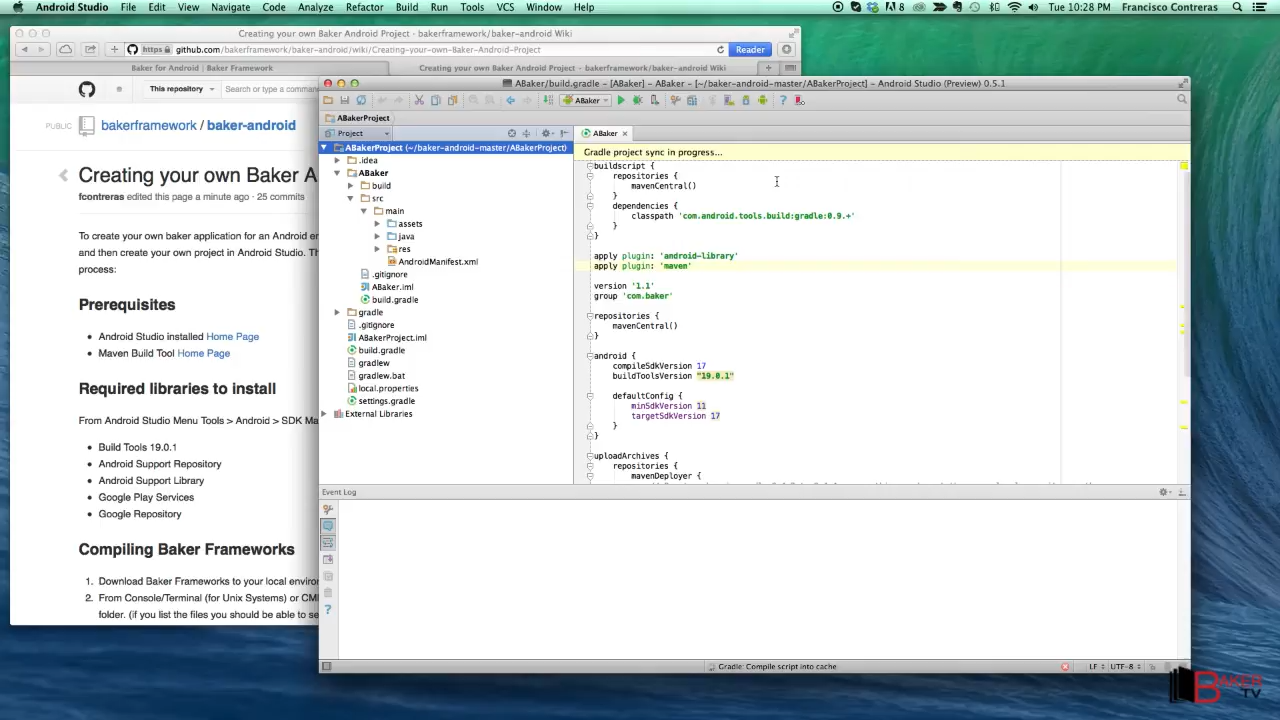 Android Studio File Edit View Navigate Code Analyze Refactor Build Run Tools VCS Window Help
8 Tue 10:28 PM Francisco Contreras
Creating your own Baker Android Project - bakerframework/baker-android Wiki
https github.com/bakerframework/baker-android/wiki/Creating-your-own-Baker-Android-Project
Reader
Baker for Android | Baker Framework
Creating your own Baker Android Project - bakerframework/baker-android Wiki
This repository
Search or type a comman
PUBLIC bakerframework / baker-android
Creating your own Baker A
fcontreras edited this page a minute ago · 25 commits
To create your own baker application for an Android en
and then create your own project in Android Studio. Th
process:
Prerequisites
Android Studio installed Home Page
Maven Build Tool Home Page
Required libraries to install
From Android Studio Menu Tools > Android > SDK Ma
Build Tools 19.0.1
Android Support Repository
Android Support Library
Google Play Services
Google Repository
Compiling Baker Frameworks
1. Download Baker Frameworks to your local environ
2. From Console/Terminal (for Unix Systems) or CM
folder. (if you list the files you should be able to se
ABaker/build.gradle - [ABaker] - ABaker - [~/baker-android-master/ABakerProject] - Android Studio (Preview) 0.5.1
ABaker
ABakerProject
Project
ABakerProject (~/baker-android-master/ABakerProject)
.idea
ABaker
build
src
main
assets
java
res
AndroidManifest.xml
.gitignore
ABaker.iml
build.gradle
gradle
.gitignore
ABakerProject.iml
build.gradle
gradlew
gradlew.bat
local.properties
settings.gradle
External Libraries
ABaker
Gradle project sync in progress...
buildscript {
repositories {
mavenCentral()
}
dependencies {
classpath 'com.android.tools.build:gradle:0.9.+'
}
}
apply plugin: 'android-library'
apply plugin: 'maven'
version '1.1'
group 'com.baker'
repositories {
mavenCentral()
}
android {
compileSdkVersion 17
buildToolsVersion "19.0.1"
defaultConfig {
minSdkVersion 11
targetSdkVersion 17
}
}
uploadArchives {
repositories {
mavenDeployer {
Event Log
Gradle: Compile script into cache
LF UTF-8
BAKER
TV